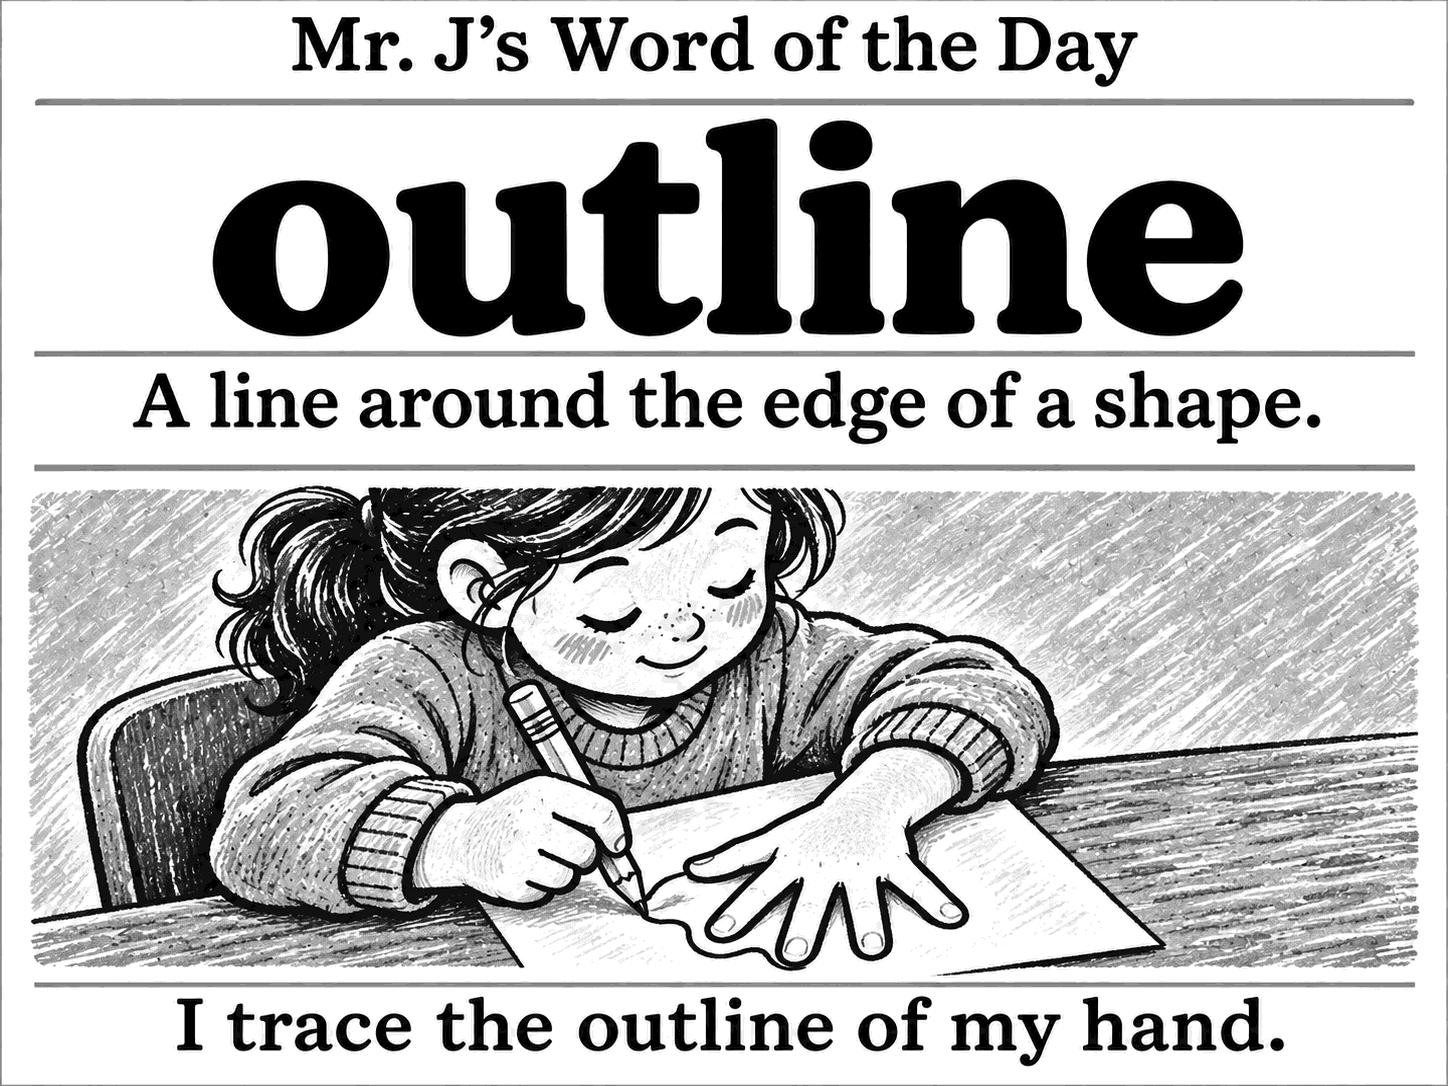 Mr. J’s Word of the Day
outline
A line around the edge of a shape.
I trace the outline of my hand.